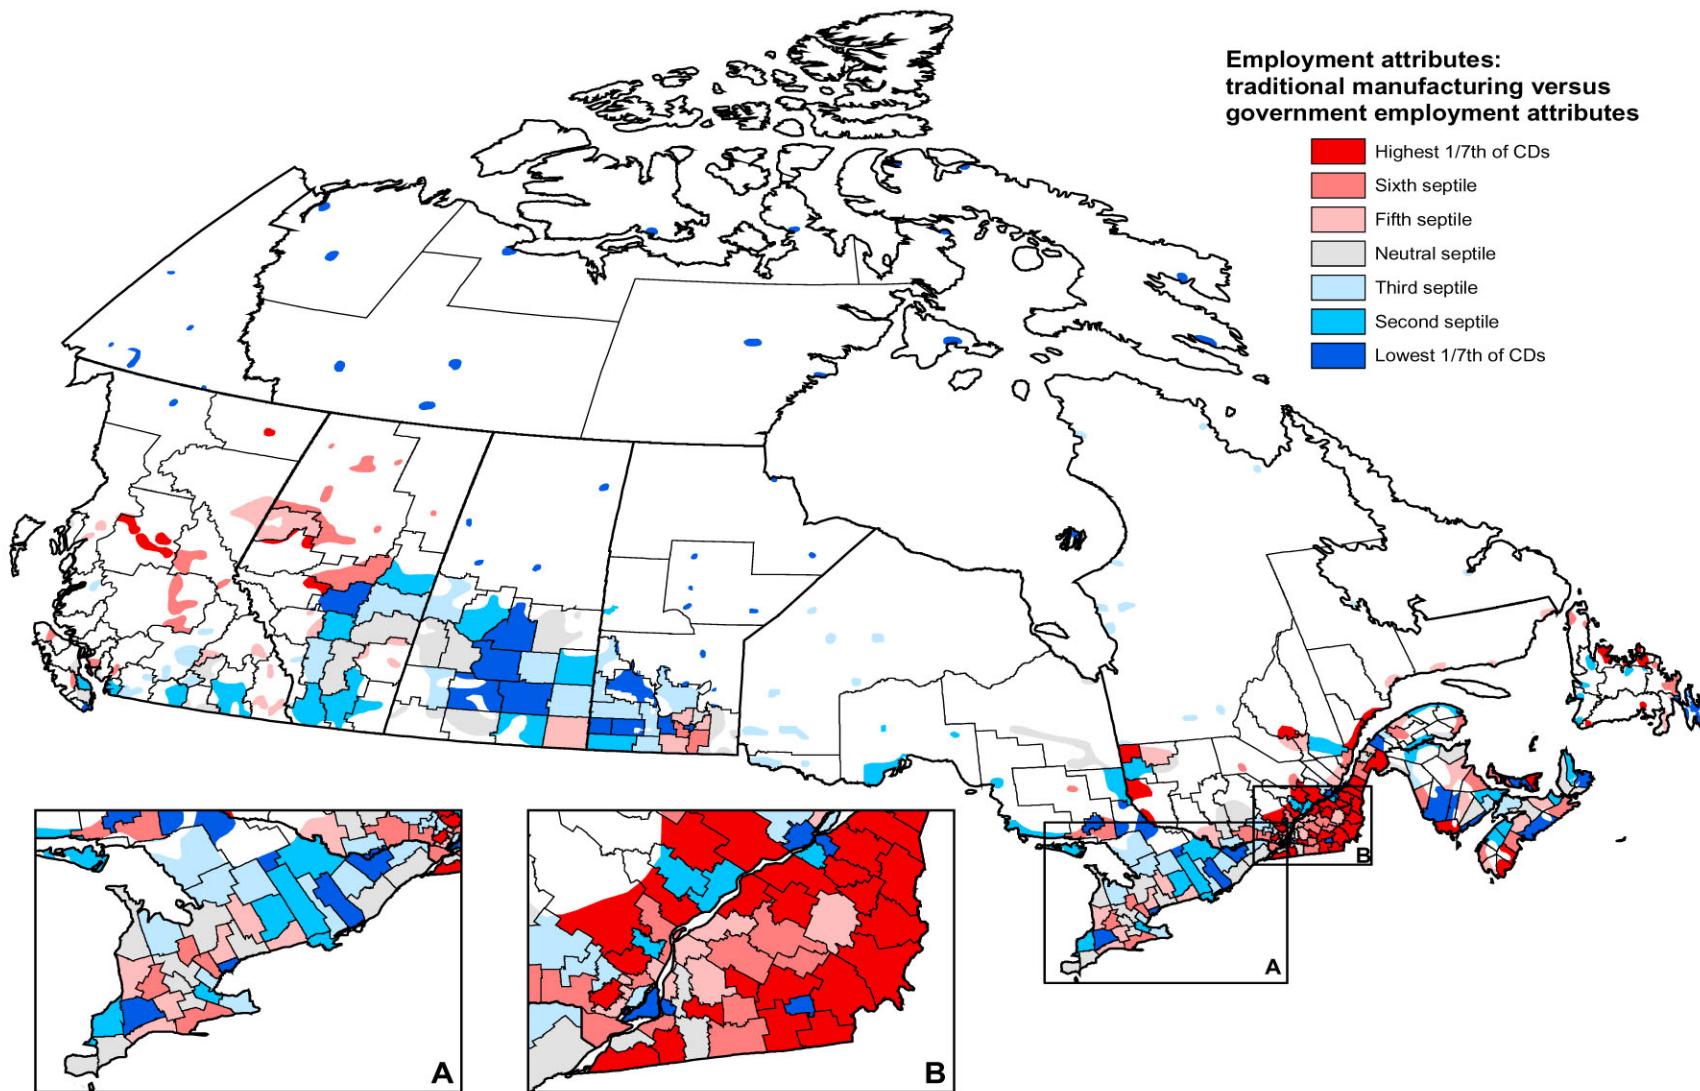 Employment attributes:
traditional manufacturing versus
government employment attributes
Highest 1/7th of CDs
Sixth septile
Fifth septile
Neutral septile
Third septile
Second septile
Lowest 1/7th of CDs
B
A
A
B